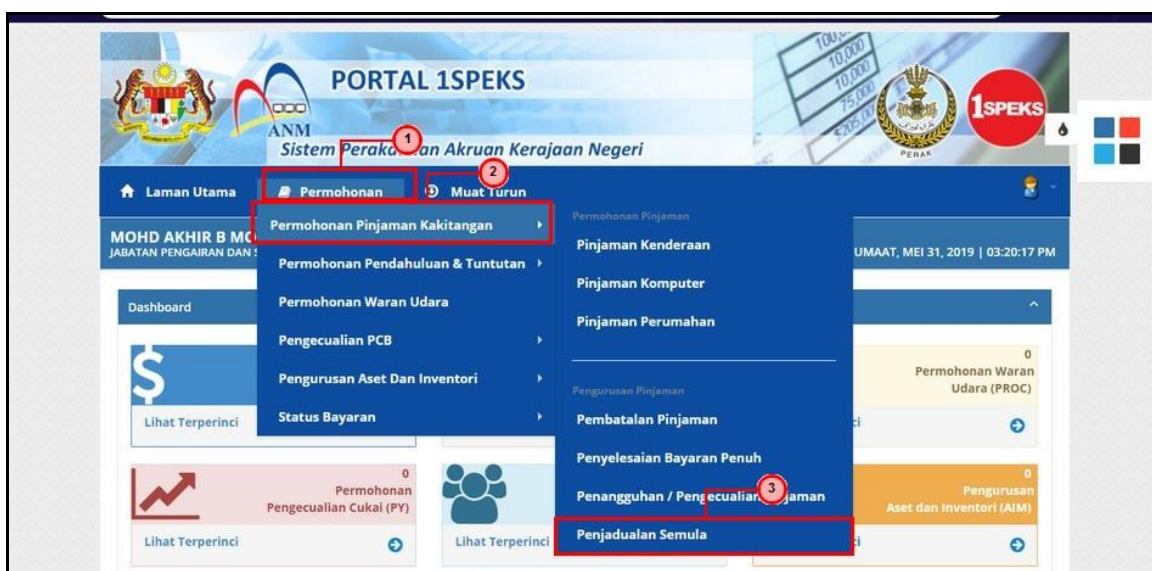 PORTAL 1SPEKS
ANM
Sistem Peraka an Akruan Kerajaan Negeri
PERAK
1SPEKS
1
2
Laman Utama
Permohonan
Muat Turun
MOHD AKHIR B
JABATAN PENGAIRAN DAN
UMAAT, MEI 31, 2019 | 03:20:17 PM
Permohonan Pinjaman Kakitangan
Permohonan Pendahuluan & Tuntutan
Permohonan Waran Udara
Pengecualian PCB
Pengurusan Aset Dan Inventori
Status Bayaran
Permohonan Pinjaman
Pinjaman Kenderaan
Pinjaman Komputer
Pinjaman Perumahan
Pengurusan Pinjaman
Pembatalan Pinjaman
Penyelesaian Bayaran Penuh
Penangguhan / Pengecualian jaman
3
Penjadualan Semula
Dashboard
Lihat Terperinci
0
Permohonan Waran
Udara (PROC)
ci
0
Permohonan
Pengecualian Cukai (PY)
Lihat Terperinci
Lihat Terperinci
0
Pengurusan
Aset dan Inventori (AIM)
ci